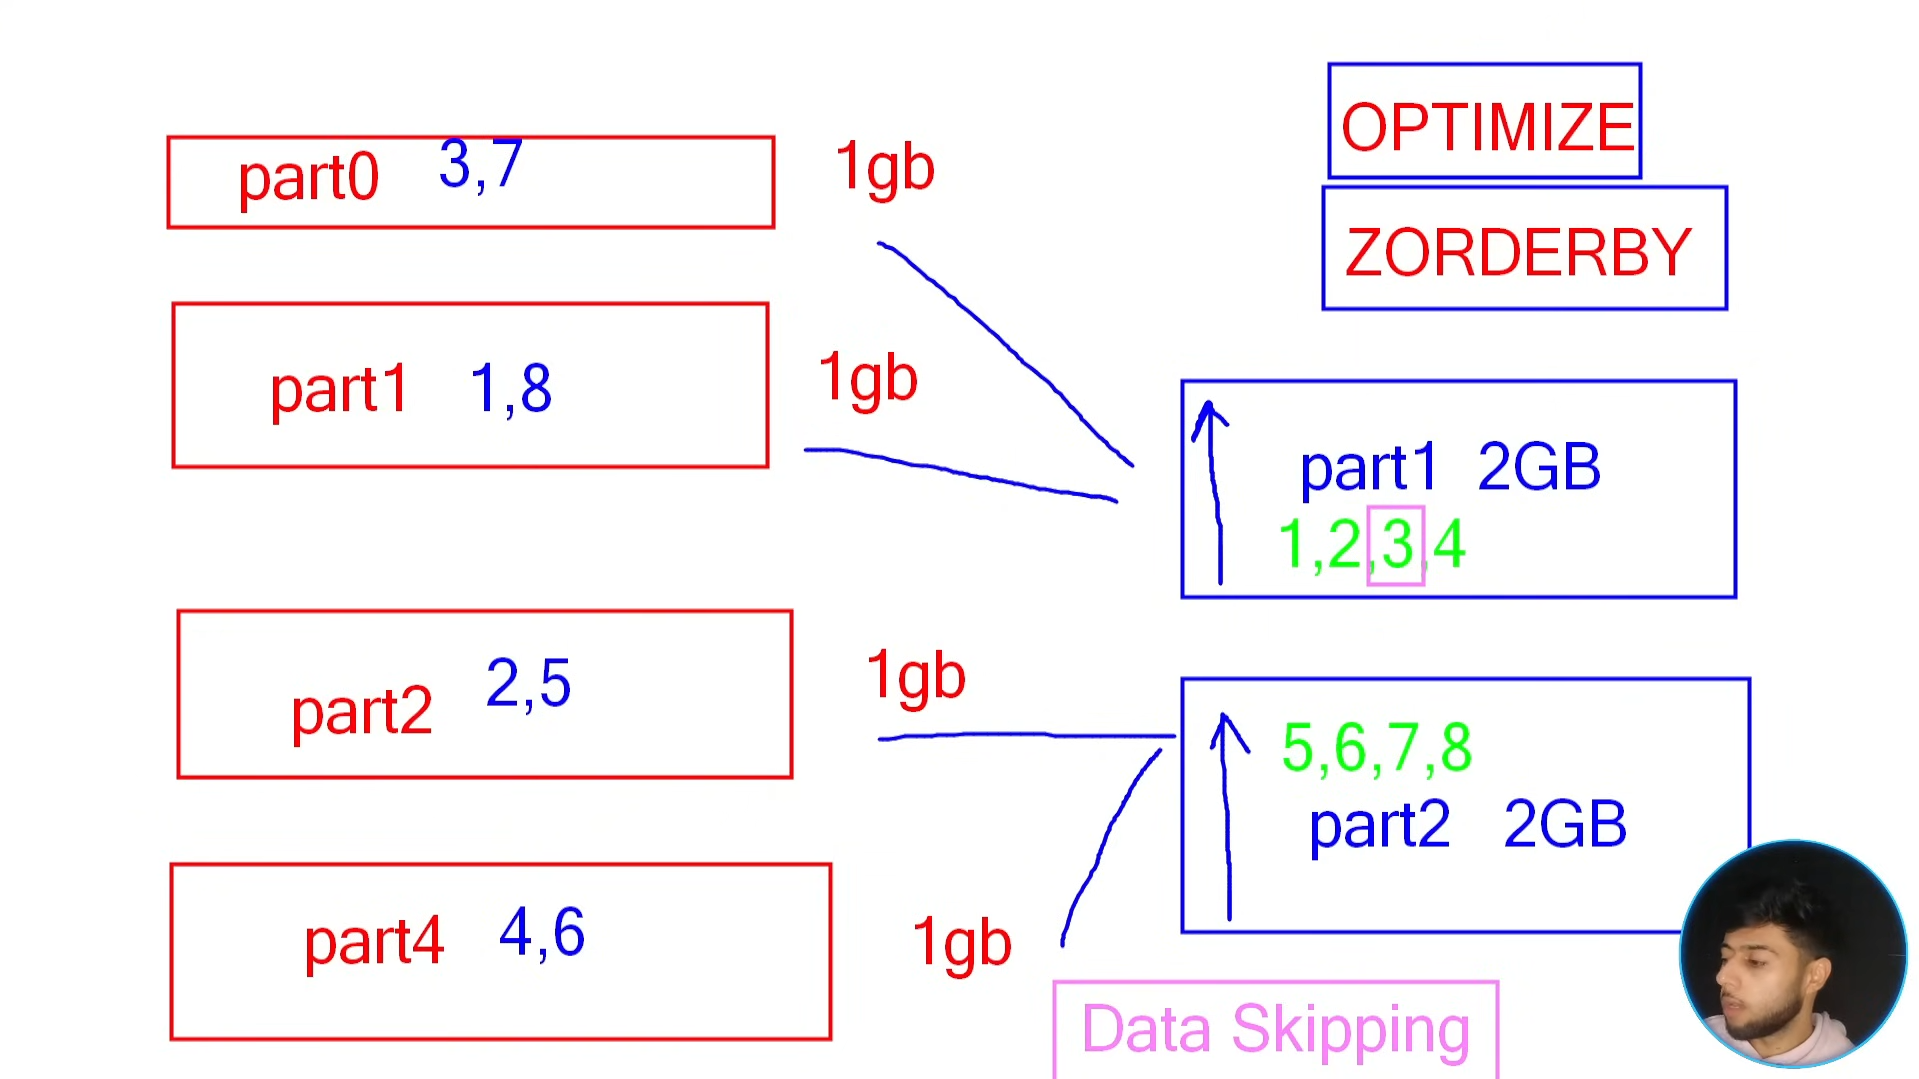 OPTIMIZE
ZORDERBY
part0 3,7 1gb
part1 1,8 1gb
part2 2,5 1gb
part4 4,6 1gb
part1 2GB
1,2,3,4
5,6,7,8
part2 2GB
Data Skipping